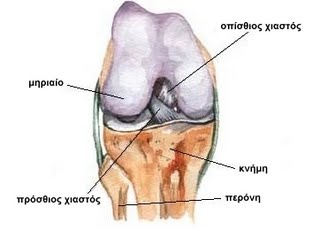 οπίσθιος χιαστός
μηριαίο
κνήμη
πρόσθιος χιαστός
περόνη